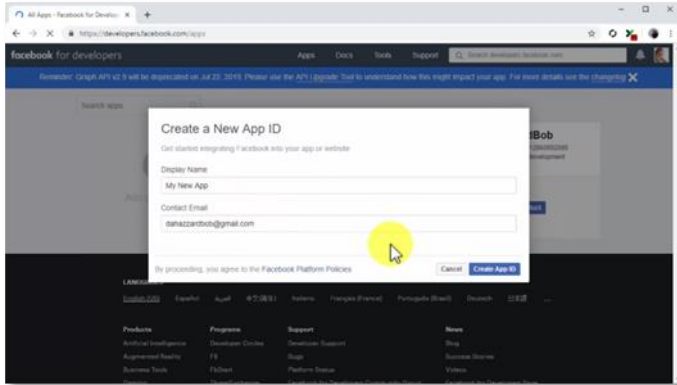 All Apps - Facebook for Develop
https://developers.facebook.com/apps
facebook for developers
Apps Docs Tools Support Search developers.facebook.com
Reminder: Graph API v2.9 will be deprecated on Jul 22, 2019. Please use the API Upgrade Tool to understand how this might impact your app. For more details see the changelog
Search apps
Create a New App ID
Get started integrating Facebook into your app or website
Display Name
My New App
Contact Email
dahazzardbob@gmail.com
By proceeding, you agree to the Facebook Platform Policies
Cancel Create App ID
English (US) Español Italiano Français (France) Português (Brasil) Deutsch
Products Programs Support News
Artificial Intelligence Developer Circles Developer Support Blog
Augmented Reality F8 Bugs Success Stories
Business Tools FbStart Platform Status Videos